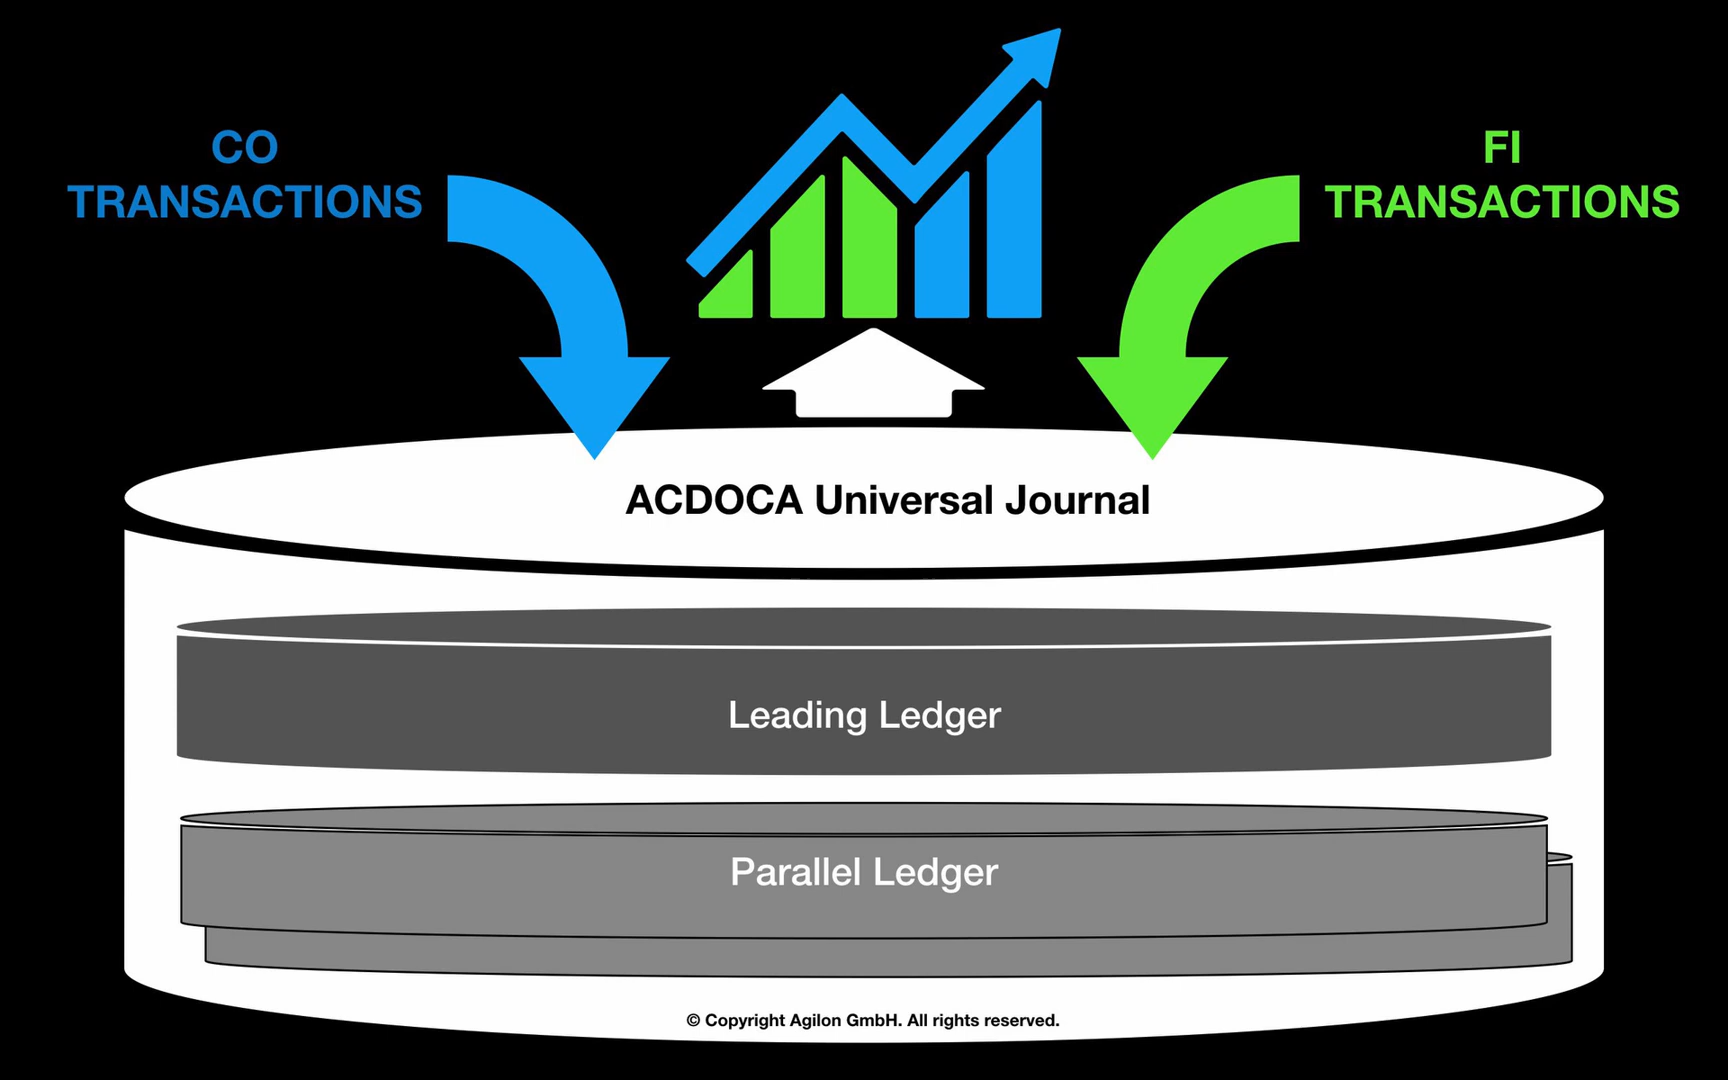 CO
TRANSACTIONS
FI
TRANSACTIONS
ACDOCA Universal Journal
Leading Ledger
Parallel Ledger
© Copyright Agilon GmbH. All rights reserved.